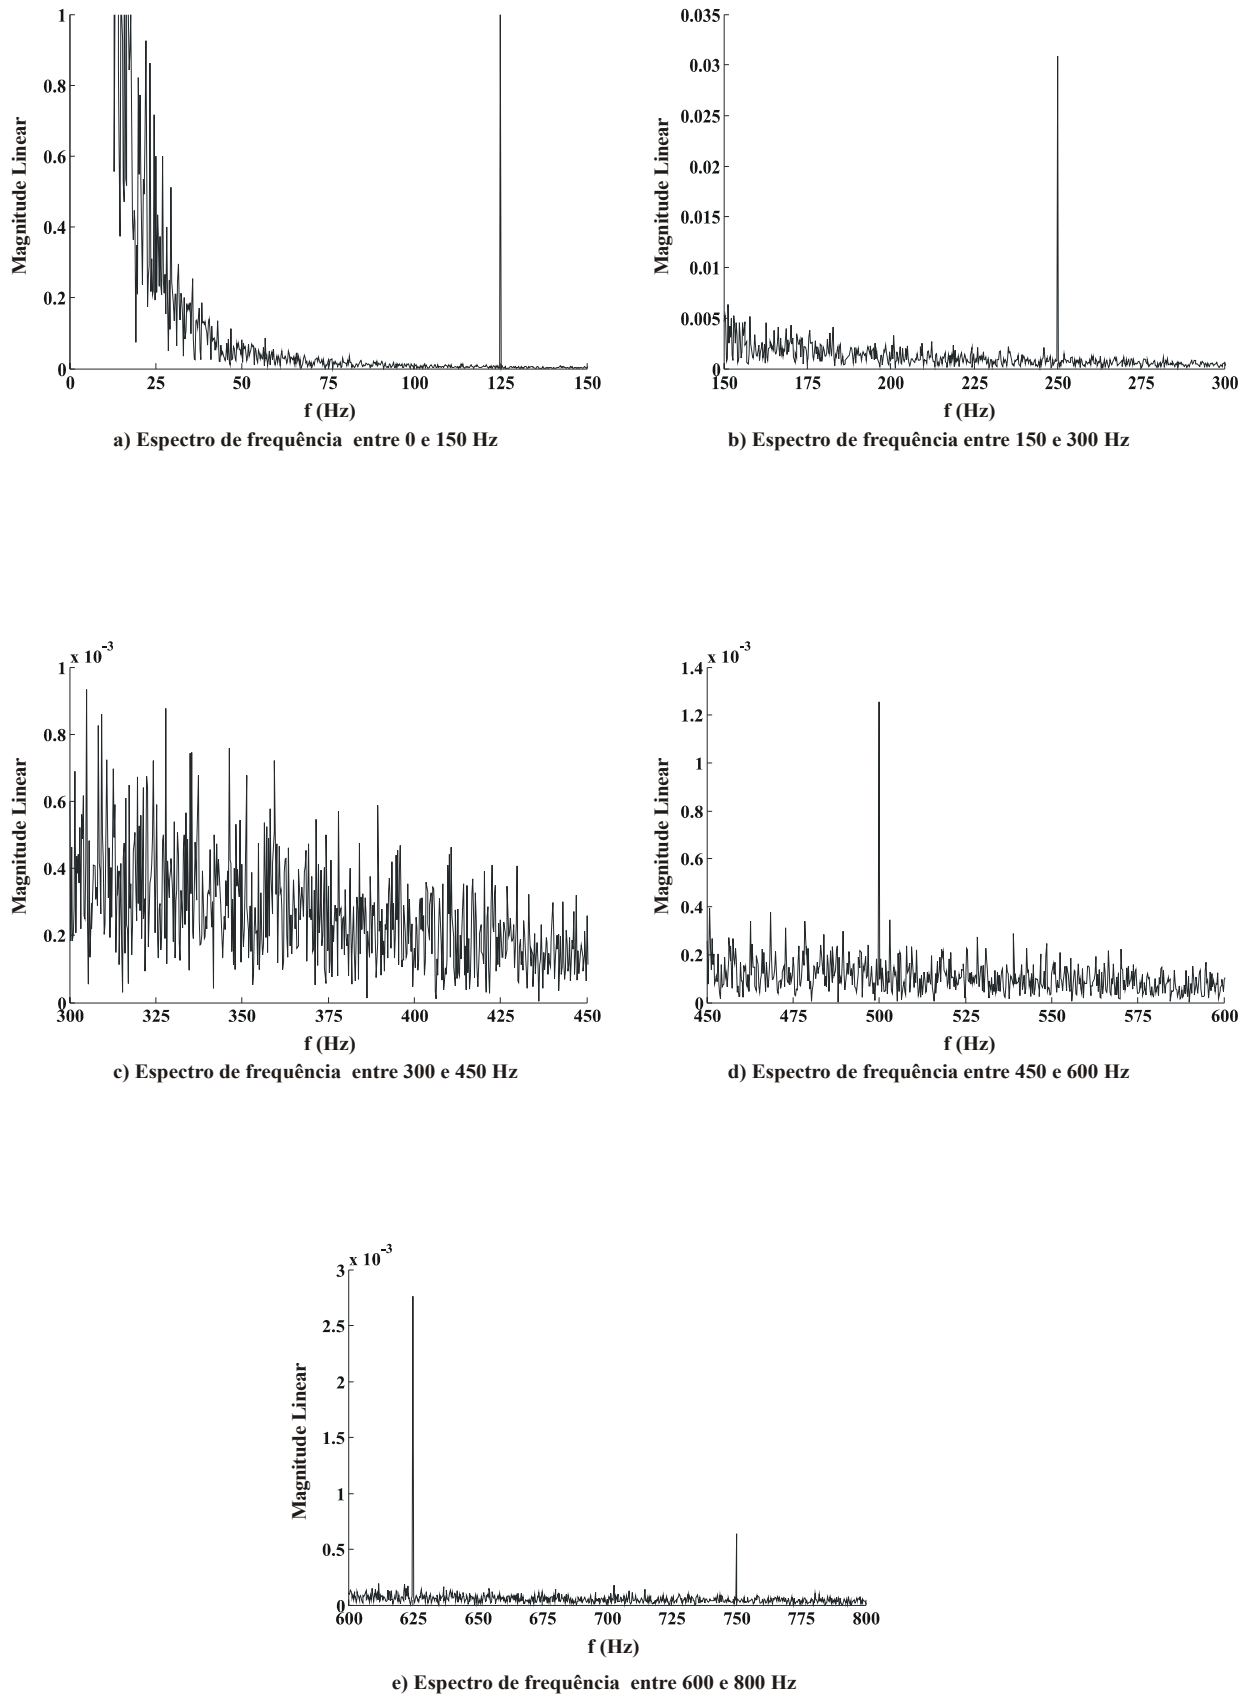 1
0.8
0.6
0.4
0.2
0
Magnitude Linear
0 25 50 75 100 125 150
f (Hz)
a) Espectro de frequência entre 0 e 150 Hz
0.035
0.03
0.025
0.02
0.015
0.01
0.005
0
Magnitude Linear
150 175 200 225 250 275 300
f (Hz)
b) Espectro de frequência entre 150 e 300 Hz
x 10-3
1
0.8
0.6
0.4
0.2
0
Magnitude Linear
300 325 350 375 400 425 450
f (Hz)
c) Espectro de frequência entre 300 e 450 Hz
x 10-3
1.4
1.2
1
0.8
0.6
0.4
0.2
0
Magnitude Linear
450 475 500 525 550 575 600
f (Hz)
d) Espectro de frequência entre 450 e 600 Hz
x 10-3
3
2.5
2
1.5
1
0.5
0
Magnitude Linear
600 625 650 675 700 725 750 775 800
f (Hz)
e) Espectro de frequência entre 600 e 800 Hz